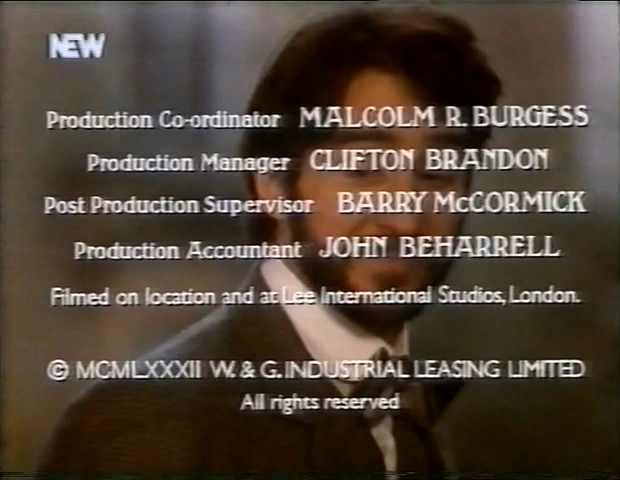 NEW
Production Co-ordinator MALCOLM R. BURGESS
Production Manager CLIFTON BRANDON
Post Production Supervisor BARRY McCORMICK
Production Accountant JOHN BEHARRELL
Filmed on location and at Lee International Studios, London.
© MCMLXXXII W. & G. INDUSTRIAL LEASING LIMITED
All rights reserved